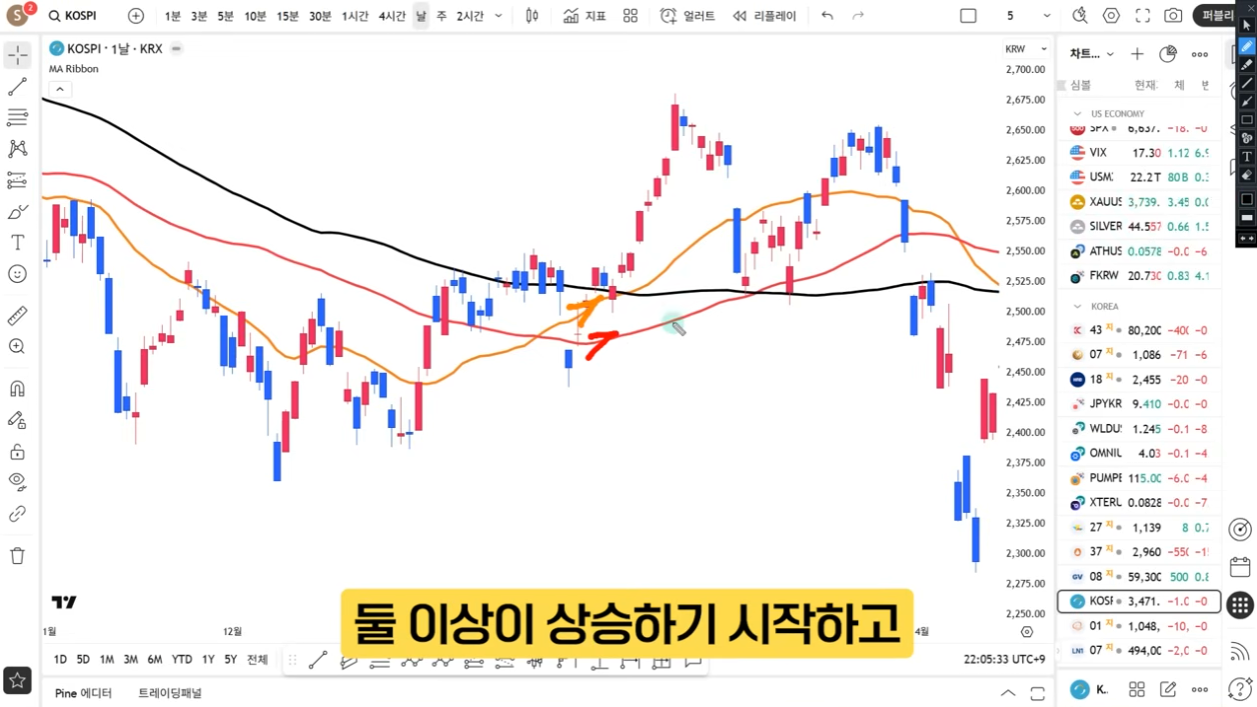 S 2 KOSPI 1분 3분 5분 10분 15분 30분 1시간 4시간 날 주 2시간 지표 얼러트 리플레이 5 퍼블리
KOSPI · 1날 · KRX
MA Ribbon
KRW
2,700.00
2,675.00
2,650.00
2,625.00
2,600.00
2,575.00
2,550.00
2,525.00
2,500.00
2,475.00
2,450.00
2,425.00
2,400.00
2,375.00
2,350.00
2,325.00
2,300.00
2,275.00
2,250.00
차트...
심볼 현재. 체
US ECONOMY
SPX 6,637. -18. -0
VIX 17.30 1.12 6.9
USM 22.2T 80B 0.3
XAUUS 3,739. 3.45 0.0
SILVER 44.557 0.66 1.5
ATHUS 0.0578 -0.0 -6
FKRW 20.730 0.83 4.1
KOREA
43 지 80,200 -400 -0
07 지 1,086 -71 -6
18 지 2,455 -20 -0
JPYKR 9.410 -0.0 -0
WLDU 1.245 -0.1 -8
OMNIU 4.03 -0.1 -4
PUMPE 115.00 -6.0 -0
XTERU 0.0828 -0.0 -7
27 지 1,139 8 0.7
37 지 2,960 -550 -1
08 지 59,300 500 0.8
KOSF 3,471. -1.0 -0
01 지 1,048, -10, -0
07 지 494,00 -2,0 -0
둘 이상이 상승하기 시작하고
1월 12월 4월
1D 5D 1M 3M 6M YTD 1Y 5Y 전체 22:05:33 UTC+9
Pine 에디터 트레이딩패널
K..